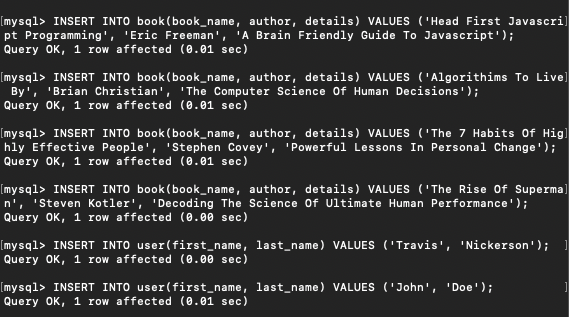 [mysql> INSERT INTO book(book_name, author, details) VALUES ('Head First Javascri]
pt Programming', 'Eric Freeman', 'A Brain Friendly Guide To Javascript');
Query OK, 1 row affected (0.01 sec)
[mysql> INSERT INTO book(book_name, author, details) VALUES ('Algorithims To Live]
 By', 'Brian Christian', 'The Computer Science Of Human Decisions');
Query OK, 1 row affected (0.01 sec)
[mysql> INSERT INTO book(book_name, author, details) VALUES ('The 7 Habits Of Hig]
hly Effective People', 'Stephen Covey', 'Powerful Lessons In Personal Change');
Query OK, 1 row affected (0.01 sec)
[mysql> INSERT INTO book(book_name, author, details) VALUES ('The Rise Of Superma]
n', 'Steven Kotler', 'Decoding The Science Of Ultimate Human Performance');
Query OK, 1 row affected (0.00 sec)
[mysql> INSERT INTO user(first_name, last_name) VALUES ('Travis', 'Nickerson');  ]
Query OK, 1 row affected (0.00 sec)
[mysql> INSERT INTO user(first_name, last_name) VALUES ('John', 'Doe');          ]
Query OK, 1 row affected (0.01 sec)